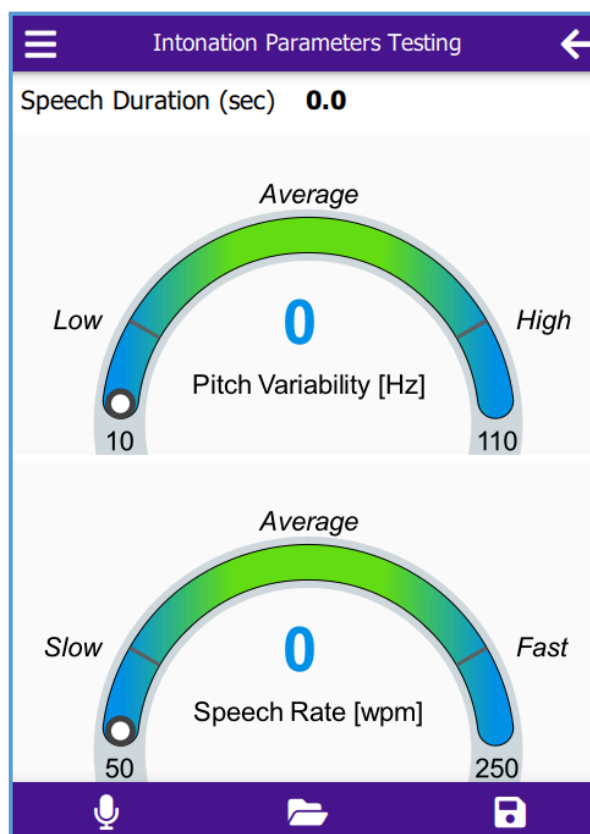 Intonation Parameters Testing
Speech Duration (sec) 0.0
Average
Low
High
0
Pitch Variability [Hz]
10
110
Average
Slow
Fast
0
Speech Rate [wpm]
50
250